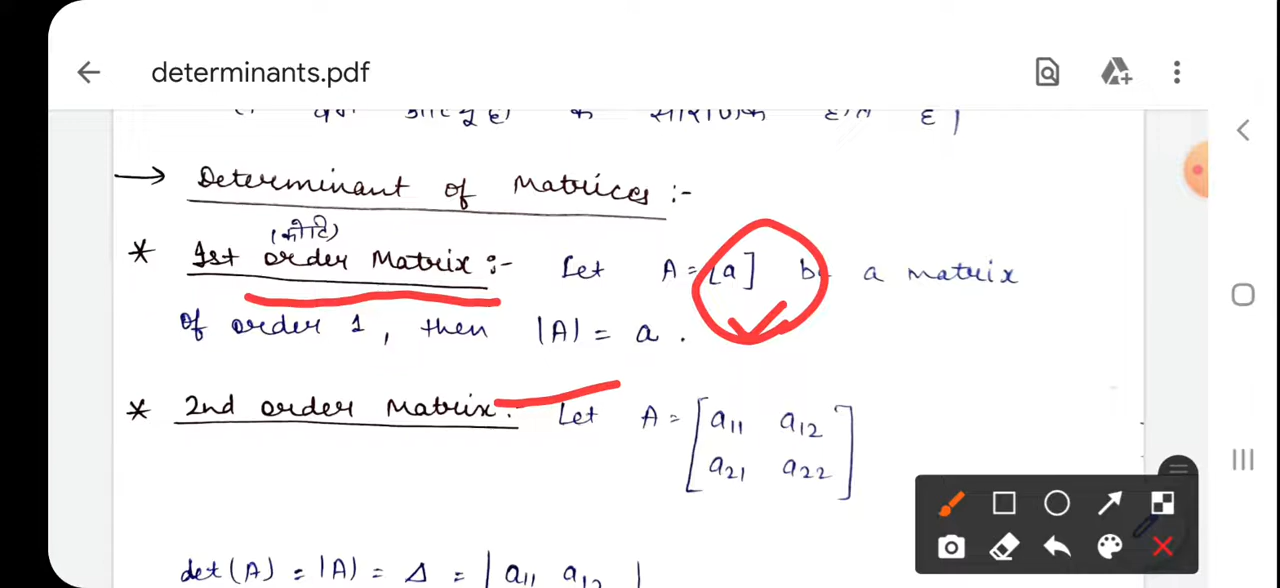 determinants.pdf
→ Determinant of Matrices :-
(कोटि)
* 1st order Matrix :- Let A = [a] be a matrix
of order 1, then |A| = a .
* 2nd order Matrix :- Let A = [a11 a12
a21 a22]
det(A) = |A| = Δ = | a11 a12 |